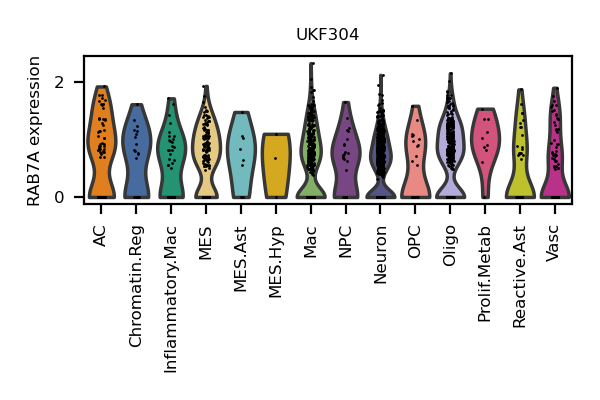 UKF304
RAB7A expression
2
0
AC
Chromatin.Reg
Inflammatory.Mac
MES
MES.Ast
MES.Hyp
Mac
NPC
Neuron
OPC
Oligo
Prolif.Metab
Reactive.Ast
Vasc